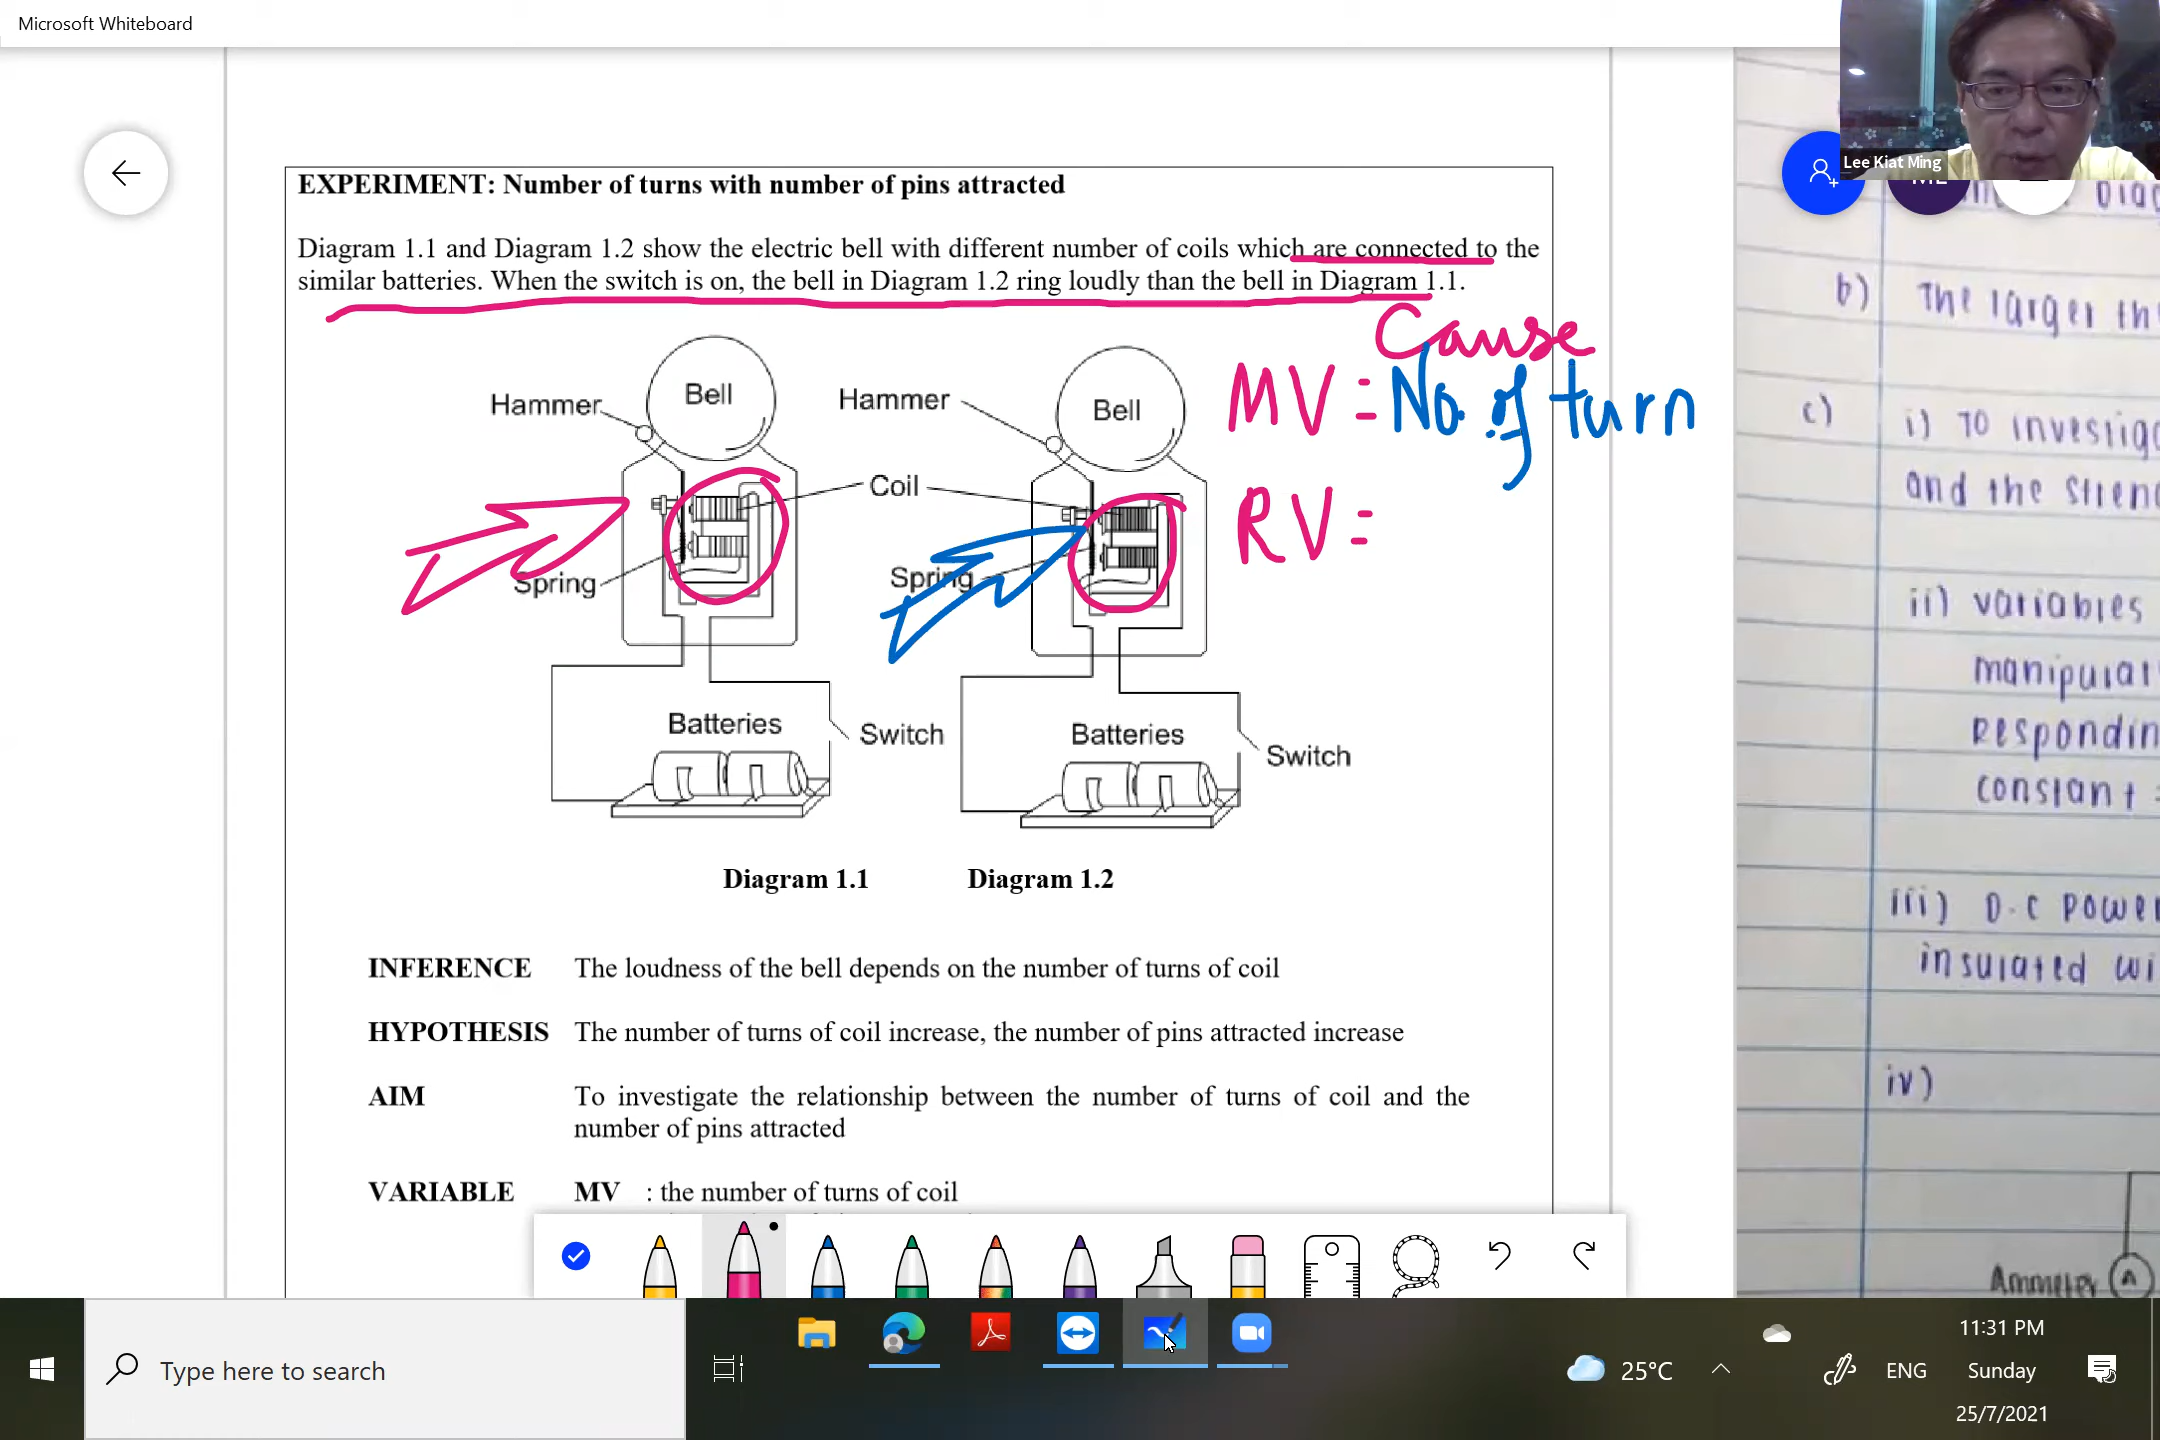 Microsoft Whiteboard
Lee Kiat Ming
EXPERIMENT: Number of turns with number of pins attracted
Diagram 1.1 and Diagram 1.2 show the electric bell with different number of coils which are connected to the
similar batteries. When the switch is on, the bell in Diagram 1.2 ring loudly than the bell in Diagram 1.1.
Cause
MV = No. of turn
RV =
Hammer
Bell
Hammer
Bell
Coil
Spring
Spring
Batteries
Switch
Batteries
Switch
Diagram 1.1
Diagram 1.2
INFERENCE The loudness of the bell depends on the number of turns of coil
HYPOTHESIS The number of turns of coil increase, the number of pins attracted increase
AIM To investigate the relationship between the number of turns of coil and the
number of pins attracted
VARIABLE MV : the number of turns of coil
b) The larger th
c) i) To investiga
and the stren
ii) variables
manipulat
Respondin
constant =
iii) D.C power
insulated wi
iv)
Ammeter A
Type here to search
25°C
ENG
11:31 PM
Sunday
25/7/2021